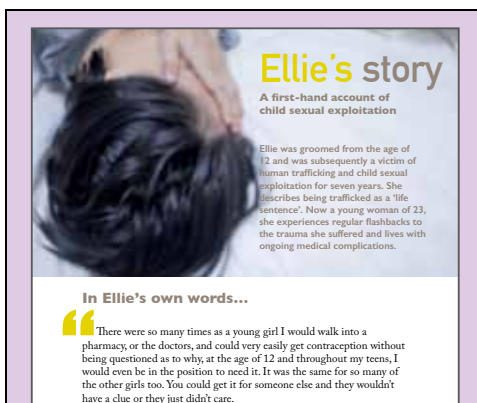 Ellie's story
A first-hand account of
child sexual exploitation
Ellie was groomed from the age of
12 and was subsequently a victim of
human trafficking and child sexual
exploitation for seven years. She
describes being trafficked as a 'life
sentence'. Now a young woman of 23,
she experiences regular flashbacks to
the trauma she suffered and lives with
ongoing medical complications.
In Ellie's own words...
“There were so many times as a young girl I would walk into a
pharmacy, or the doctors, and could very easily get contraception without
being questioned as to why, at the age of 12 and throughout my teens, I
would even be in the position to need it. It was the same for so many of
the other girls too. You could get it for someone else and they wouldn't
have a clue or they just didn't care.